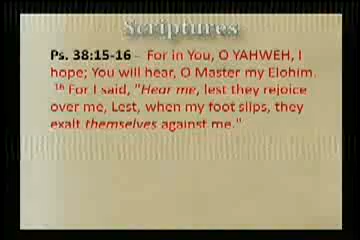 Scriptures
Ps. 38:15-16 - For in You, O YAHWEH, I
hope; You will hear, O Master my Elohim.
16 For I said, "Hear me, lest they rejoice
over me, Lest, when my foot slips, they
exalt themselves against me."